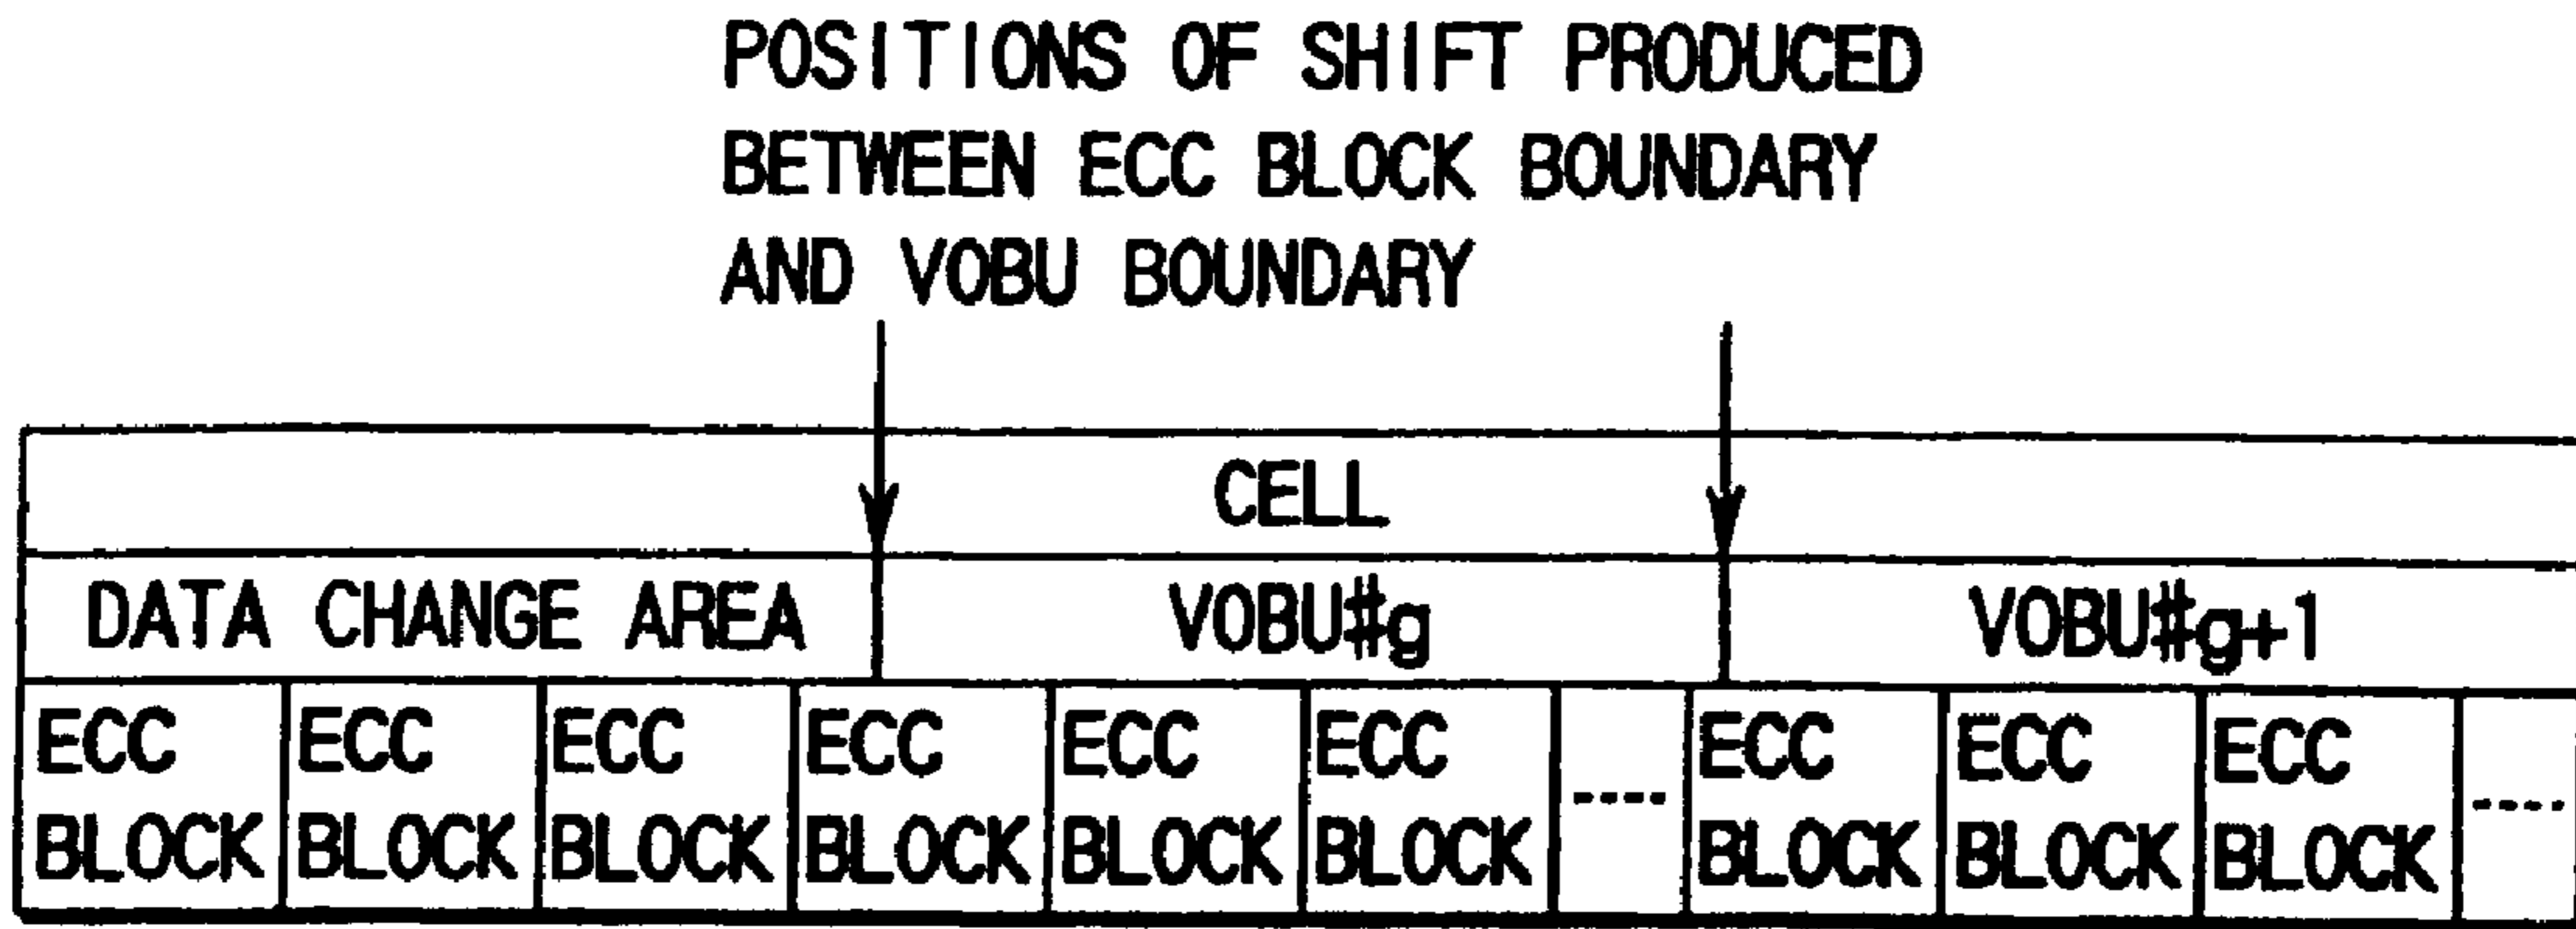 POSITIONS OF SHIFT PRODUCED
BETWEEN ECC BLOCK BOUNDARY
AND VOBU BOUNDARY
CELL
DATA CHANGE AREA VOBU#g VOBU#g+1
ECC ECC ECC ECC ECC ECC ---- ECC ECC ECC ----
BLOCK BLOCK BLOCK BLOCK BLOCK BLOCK BLOCK BLOCK BLOCK